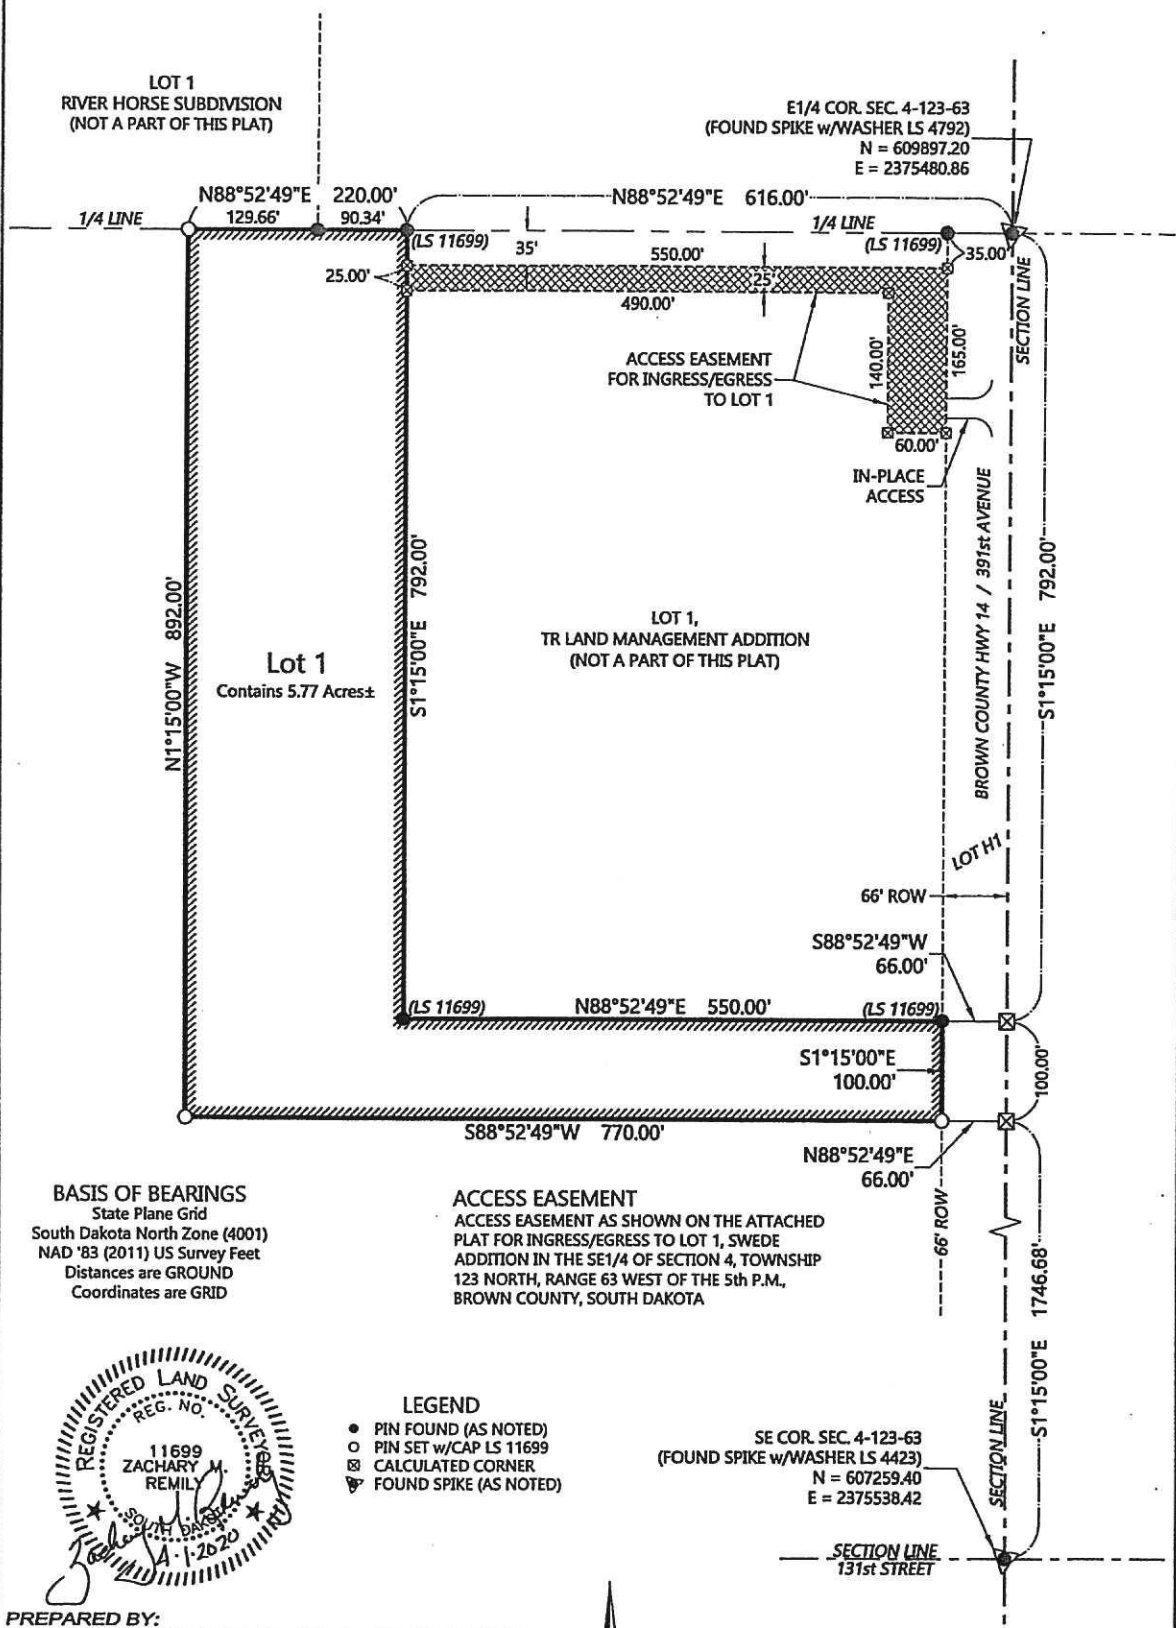 LOT 1
RIVER HORSE SUBDIVISION
(NOT A PART OF THIS PLAT)
E1/4 COR. SEC. 4-123-63
(FOUND SPIKE w/WASHER LS 4792)
N = 609897.20
E = 2375480.86
N88°52'49"E 220.00'
N88°52'49"E 616.00'
1/4 LINE
129.66'
90.34'
1/4 LINE
(LS 11699)
(LS 11699)
35'
550.00'
35.00'
25.00'
25'
490.00'
SECTION LINE
ACCESS EASEMENT
FOR INGRESS/EGRESS
TO LOT 1
140.00'
165.00'
60.00'
IN-PLACE
ACCESS
N1°15'00"W 892.00'
S1°15'00"E 792.00'
BROWN COUNTY HWY 14 / 391st AVENUE
S1°15'00"E 792.00'
LOT 1,
TR LAND MANAGEMENT ADDITION
(NOT A PART OF THIS PLAT)
Lot 1
Contains 5.77 Acres±
LOT H1
66' ROW
S88°52'49"W
66.00'
(LS 11699)
N88°52'49"E 550.00'
(LS 11699)
S1°15'00"E
100.00'
100.00'
S88°52'49"W 770.00'
N88°52'49"E
66.00'
66' ROW
BASIS OF BEARINGS
State Plane Grid
South Dakota North Zone (4001)
NAD '83 (2011) US Survey Feet
Distances are GROUND
Coordinates are GRID
ACCESS EASEMENT
ACCESS EASEMENT AS SHOWN ON THE ATTACHED
PLAT FOR INGRESS/EGRESS TO LOT 1, SWEDE
ADDITION IN THE SE1/4 OF SECTION 4, TOWNSHIP
123 NORTH, RANGE 63 WEST OF THE 5th P.M.,
BROWN COUNTY, SOUTH DAKOTA
S1°15'00"E 1746.68'
REGISTERED LAND SURVEYOR
REG. NO.
11699
ZACHARY M.
REMILY
SOUTH DAKOTA
LEGEND
PIN FOUND (AS NOTED)
PIN SET w/CAP LS 11699
CALCULATED CORNER
FOUND SPIKE (AS NOTED)
SE COR. SEC. 4-123-63
(FOUND SPIKE w/WASHER LS 4423)
N = 607259.40
E = 2375538.42
SECTION LINE
SECTION LINE
131st STREET
PREPARED BY: